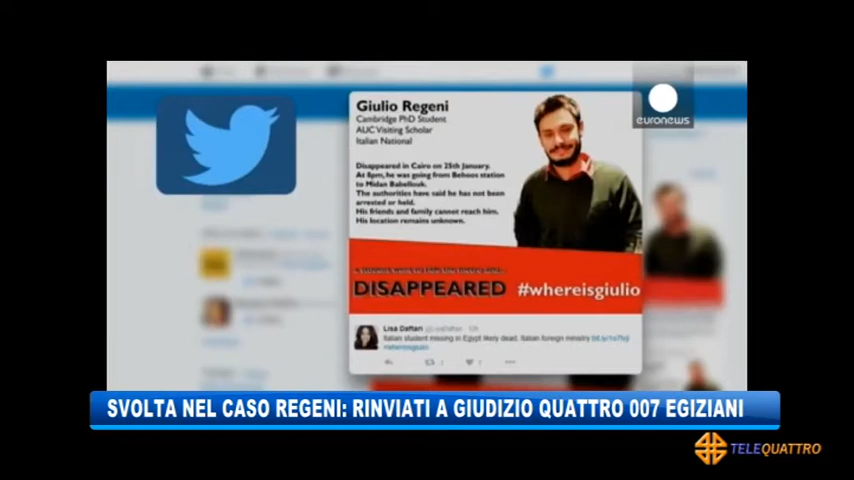 euronews
Giulio Regeni
Cambridge PhD Student
AUC Visiting Scholar
Italian National
Disappeared in Cairo on 25th January.
At 8pm, he was going from Behoos station
to Midan Babellouk.
The authorities have said he has not been
arrested or held.
His friends and family cannot reach him.
His location remains unknown.
DISAPPEARED #whereisgiulio
Lisa Daftari
Italian student missing in Egypt likely dead, Italian foreign ministry
#whereisgiulio
SVOLTA NEL CASO REGENI: RINVIATI A GIUDIZIO QUATTRO 007 EGIZIANI
TELEQUATTRO